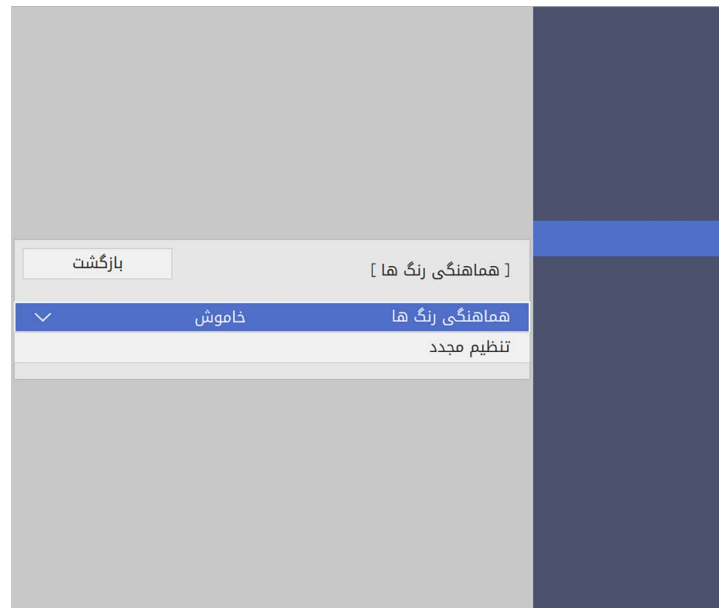 [ هماهنگی رنگ ها ] بازگشت
هماهنگی رنگ ها خاموش
تنظیم مجدد